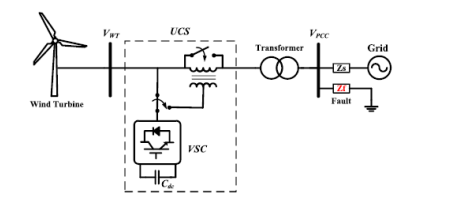 V_WT
UCS
V_PCC
Transformer
Grid
Zs
Zf
Fault
Wind Turbine
VSC
C_dc